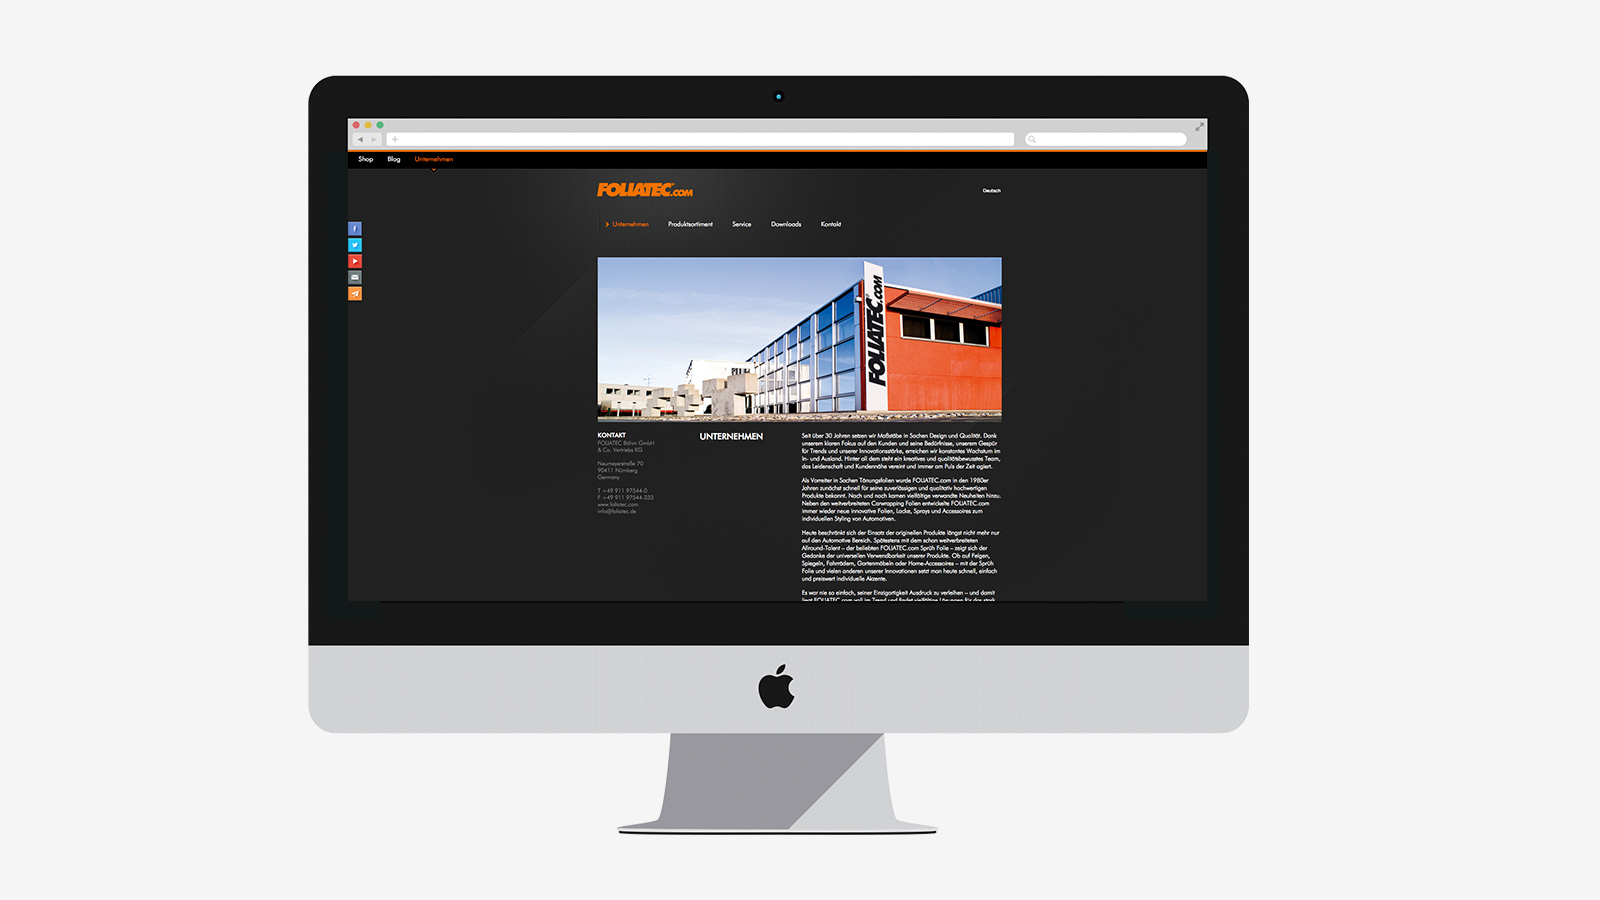 Shop Blog Unternehmen
FOLIATEC.COM
Deutsch
Unternehmen Produktsortiment Service Downloads Kontakt
FOLIATEC.COM
KONTAKT
FOLIATEC Böhm GmbH
& Co. Vertriebs KG
Neumeyerstraße 70
90411 Nürnberg
Germany
T +49 911 97544-0
F +49 911 97544-333
www.foliatec.com
info@foliatec.de
UNTERNEHMEN
Seit über 30 Jahren setzen wir Maßstäbe in Sachen Design und Qualität. Dank
unserem klaren Fokus auf den Kunden und seine Bedürfnisse, unserem Gespür
für Trends und unserer Innovationsstärke, erreichen wir konstantes Wachstum im
In- und Ausland. Hinter all dem steht ein kreatives und qualitätsbewusstes Team,
das Leidenschaft und Kundennähe vereint und immer am Puls der Zeit agiert.
Als Vorreiter in Sachen Tönungsfolien wurde FOLIATEC.com in den 1980er
Jahren zunächst schnell für seine zuverlässigen und qualitativ hochwertigen
Produkte bekannt. Nach und nach kamen vielfältige verwandte Neuheiten hinzu.
Neben den weitverbreiteten Carwrapping Folien entwickelte FOLIATEC.com
immer wieder neue innovative Folien, Lacke, Sprays und Accessoires zum
individuellen Styling von Automotiven.
Heute beschränkt sich der Einsatz der originellen Produkte längst nicht mehr nur
auf den Automotive Bereich. Spätestens mit dem schon weitverbreiteten
Allround-Talent – der beliebten FOLIATEC.com Sprüh Folie – zeigt sich der
Gedanke der universellen Verwendbarkeit unserer Produkte. Ob auf Felgen,
Spiegeln, Fahrrädern, Gartenmöbeln oder Home-Accessoires – mit der Sprüh
Folie und vielen anderen unserer Innovationen setzt man heute schnell, einfach
und preiswert individuelle Akzente.
Es war nie so einfach, seiner Einzigartigkeit Ausdruck zu verleihen – und damit
liegt FOLIATEC.com voll im Trend und findet vielfältige Lösungen für das stark